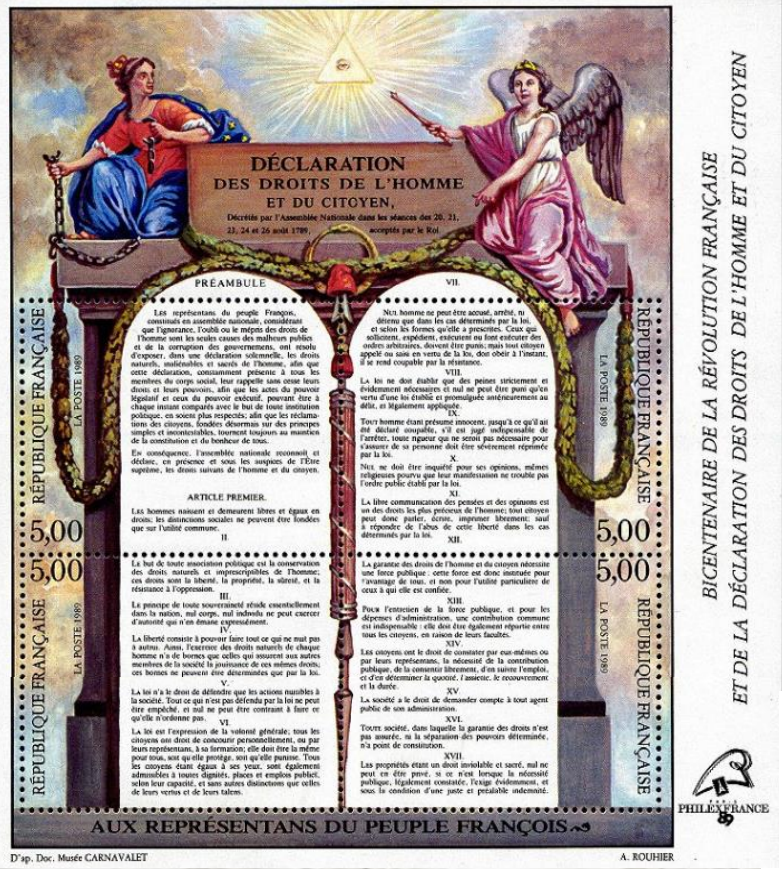 DÉCLARATION
DES DROITS DE L'HOMME
ET DU CITOYEN,
Décrétés par l'Assemblée Nationale dans les séances des 20, 21,
23, 24 et 26 août 1789, acceptés par le Roi
PRÉAMBULE
LES représentans du peuple François,
constitués en assemblée nationale, considérant
que l'ignorance, l'oubli ou le mépris des droits de
l'homme sont les seules causes des malheurs publics
et de la corruption des gouvernemens, ont résolu
d'exposer, dans une déclaration solemnelle, les droits
naturels, inaliénables et sacrés de l'homme, afin que
cette déclaration, constamment présente à tous les
membres du corps social, leur rappelle sans cesse leurs
droits et leurs pouvoirs, afin que les actes du pouvoir
législatif et ceux du pouvoir exécutif, pouvant être à
chaque instant comparés avec le but de toute institution
politique, en soient plus respectés; afin que les réclama-
tions des citoyens, fondées désormais sur des principes
simples et incontestables, tournent toujours au maintien
de la constitution et du bonheur de tous.
EN conséquence, l'assemblée nationale reconnoit et
déclare, en présence et sous les auspices de l'Être
suprême, les droits suivans de l'homme et du citoyen.
ARTICLE PREMIER.
LES hommes naissent et demeurent libres et égaux en
droits; les distinctions sociales ne peuvent être fondées
que sur l'utilité commune.
II
Le but de toute association politique est la conservation
des droits naturels et imprescriptibles de l'homme;
ces droits sont la liberté, la propriété, la sûreté, et la
résistance à l'oppression.
III.
Le principe de toute souveraineté réside essentiellement
dans la nation, nul corps, nul individu ne peut exercer
d'autorité qui n'en émane expressément.
IV.
La liberté consiste à pouvoir faire tout ce qui ne nuit pas
à autrui. Ainsi, l'exercice des droits naturels de chaque
homme n'a de bornes que celles qui assurent aux autres
membres de la société la jouissance de ces mêmes droits;
ces bornes ne peuvent être déterminées que par la loi.
V.
La loi n'a le droit de défendre que les actions nuisibles à
la société. Tout ce qui n'est pas défendu par la loi ne peut
être empêché, et nul ne peut être contraint à faire ce
qu'elle n'ordonne pas.
VI.
La loi est l'expression de la volonté générale; tous les
citoyens ont droit de concourir personnellement, ou par
leurs représentans, à sa formation; elle doit être la même
pour tous, soit qu'elle protège, soit qu'elle punisse. Tous
les citoyens étant égaux à ses yeux, sont également
admissibles à toutes dignités, places et emplois publics,
selon leur capacité, et sans autres distinctions que celles
de leurs vertus et de leurs talens.
VII.
NUL homme ne peut être accusé, arrêté, ni
détenu que dans les cas déterminés par la loi,
et selon les formes qu'elle a prescrites. Ceux qui
sollicitent, expédient, exécutent ou font exécuter des
ordres arbitraires, doivent être punis; mais tout citoyen
appelé ou saisi en vertu de la loi, doit obéir à l'instant,
il se rend coupable par la résistance.
VIII.
LA loi ne doit établir que des peines strictement et
évidemment nécessaires et nul ne peut être puni qu'en
vertu d'une loi établie et promulguée antérieurement au
délit, et légalement appliquée.
IX.
TOUT homme étant présumé innocent, jusqu'à ce qu'il ait
été déclaré coupable, s'il est jugé indispensable de
l'arrêter, toute rigueur qui ne serait pas nécessaire pour
s'assurer de sa personne doit être sévèrement réprimée
par la loi.
X.
NUL ne doit être inquiété pour ses opinions, mêmes
religieuses pourvu que leur manifestation ne trouble pas
l'ordre public établi par la loi.
XI.
LA libre communication des pensées et des opinions est
un des droits les plus précieux de l'homme; tout citoyen
peut donc parler, écrire, imprimer librement; sauf
à répondre de l'abus de cette liberté dans les cas
déterminés par la loi.
XII.
La garantie des droits de l'homme et du citoyen nécessite
une force publique : cette force est donc instituée pour
l'avantage de tous, et non pour l'utilité particulière de
ceux à qui elle est confiée.
XIII.
Pour l'entretien de la force publique, et pour les
dépenses d'administration, une contribution commune
est indispensable : elle doit être également répartie entre
tous les citoyens, en raison de leurs facultés.
XIV.
LES citoyens ont le droit de constater par eux-mêmes ou
par leurs représentans, la nécessité de la contribution
publique, de la consentir librement, d'en suivre l'emploi,
et d'en déterminer la quotité, l'assiette, le recouvrement
et la durée.
XV
La société a le droit de demander compte à tout agent
public de son administration.
XVI.
TOUTE société, dans laquelle la garantie des droits n'est
pas assurée, ni la séparation des pouvoirs déterminée,
n'a point de constitution.
XVII.
Les propriétés étant un droit inviolable et sacré, nul ne
peut en être privé, si ce n'est lorsque la nécessité
publique, légalement constatée, l'exige évidemment, et
sous la condition d'une juste et préalable indemnité.
AUX REPRÉSENTANS DU PEUPLE FRANÇOIS
RÉPUBLIQUE FRANÇAISE
LA POSTE 1989
5,00
RÉPUBLIQUE FRANÇAISE
LA POSTE 1989
5,00
RÉPUBLIQUE FRANÇAISE
LA POSTE 1989
5,00
RÉPUBLIQUE FRANÇAISE
LA POSTE 1989
5,00
BICENTENAIRE DE LA RÉVOLUTION FRANÇAISE
ET DE LA DÉCLARATION DES DROITS DE L'HOMME ET DU CITOYEN
PARIS
89
PHILEXFRANCE
D'ap. Doc. Musée CARNAVALET
A. ROUHIER